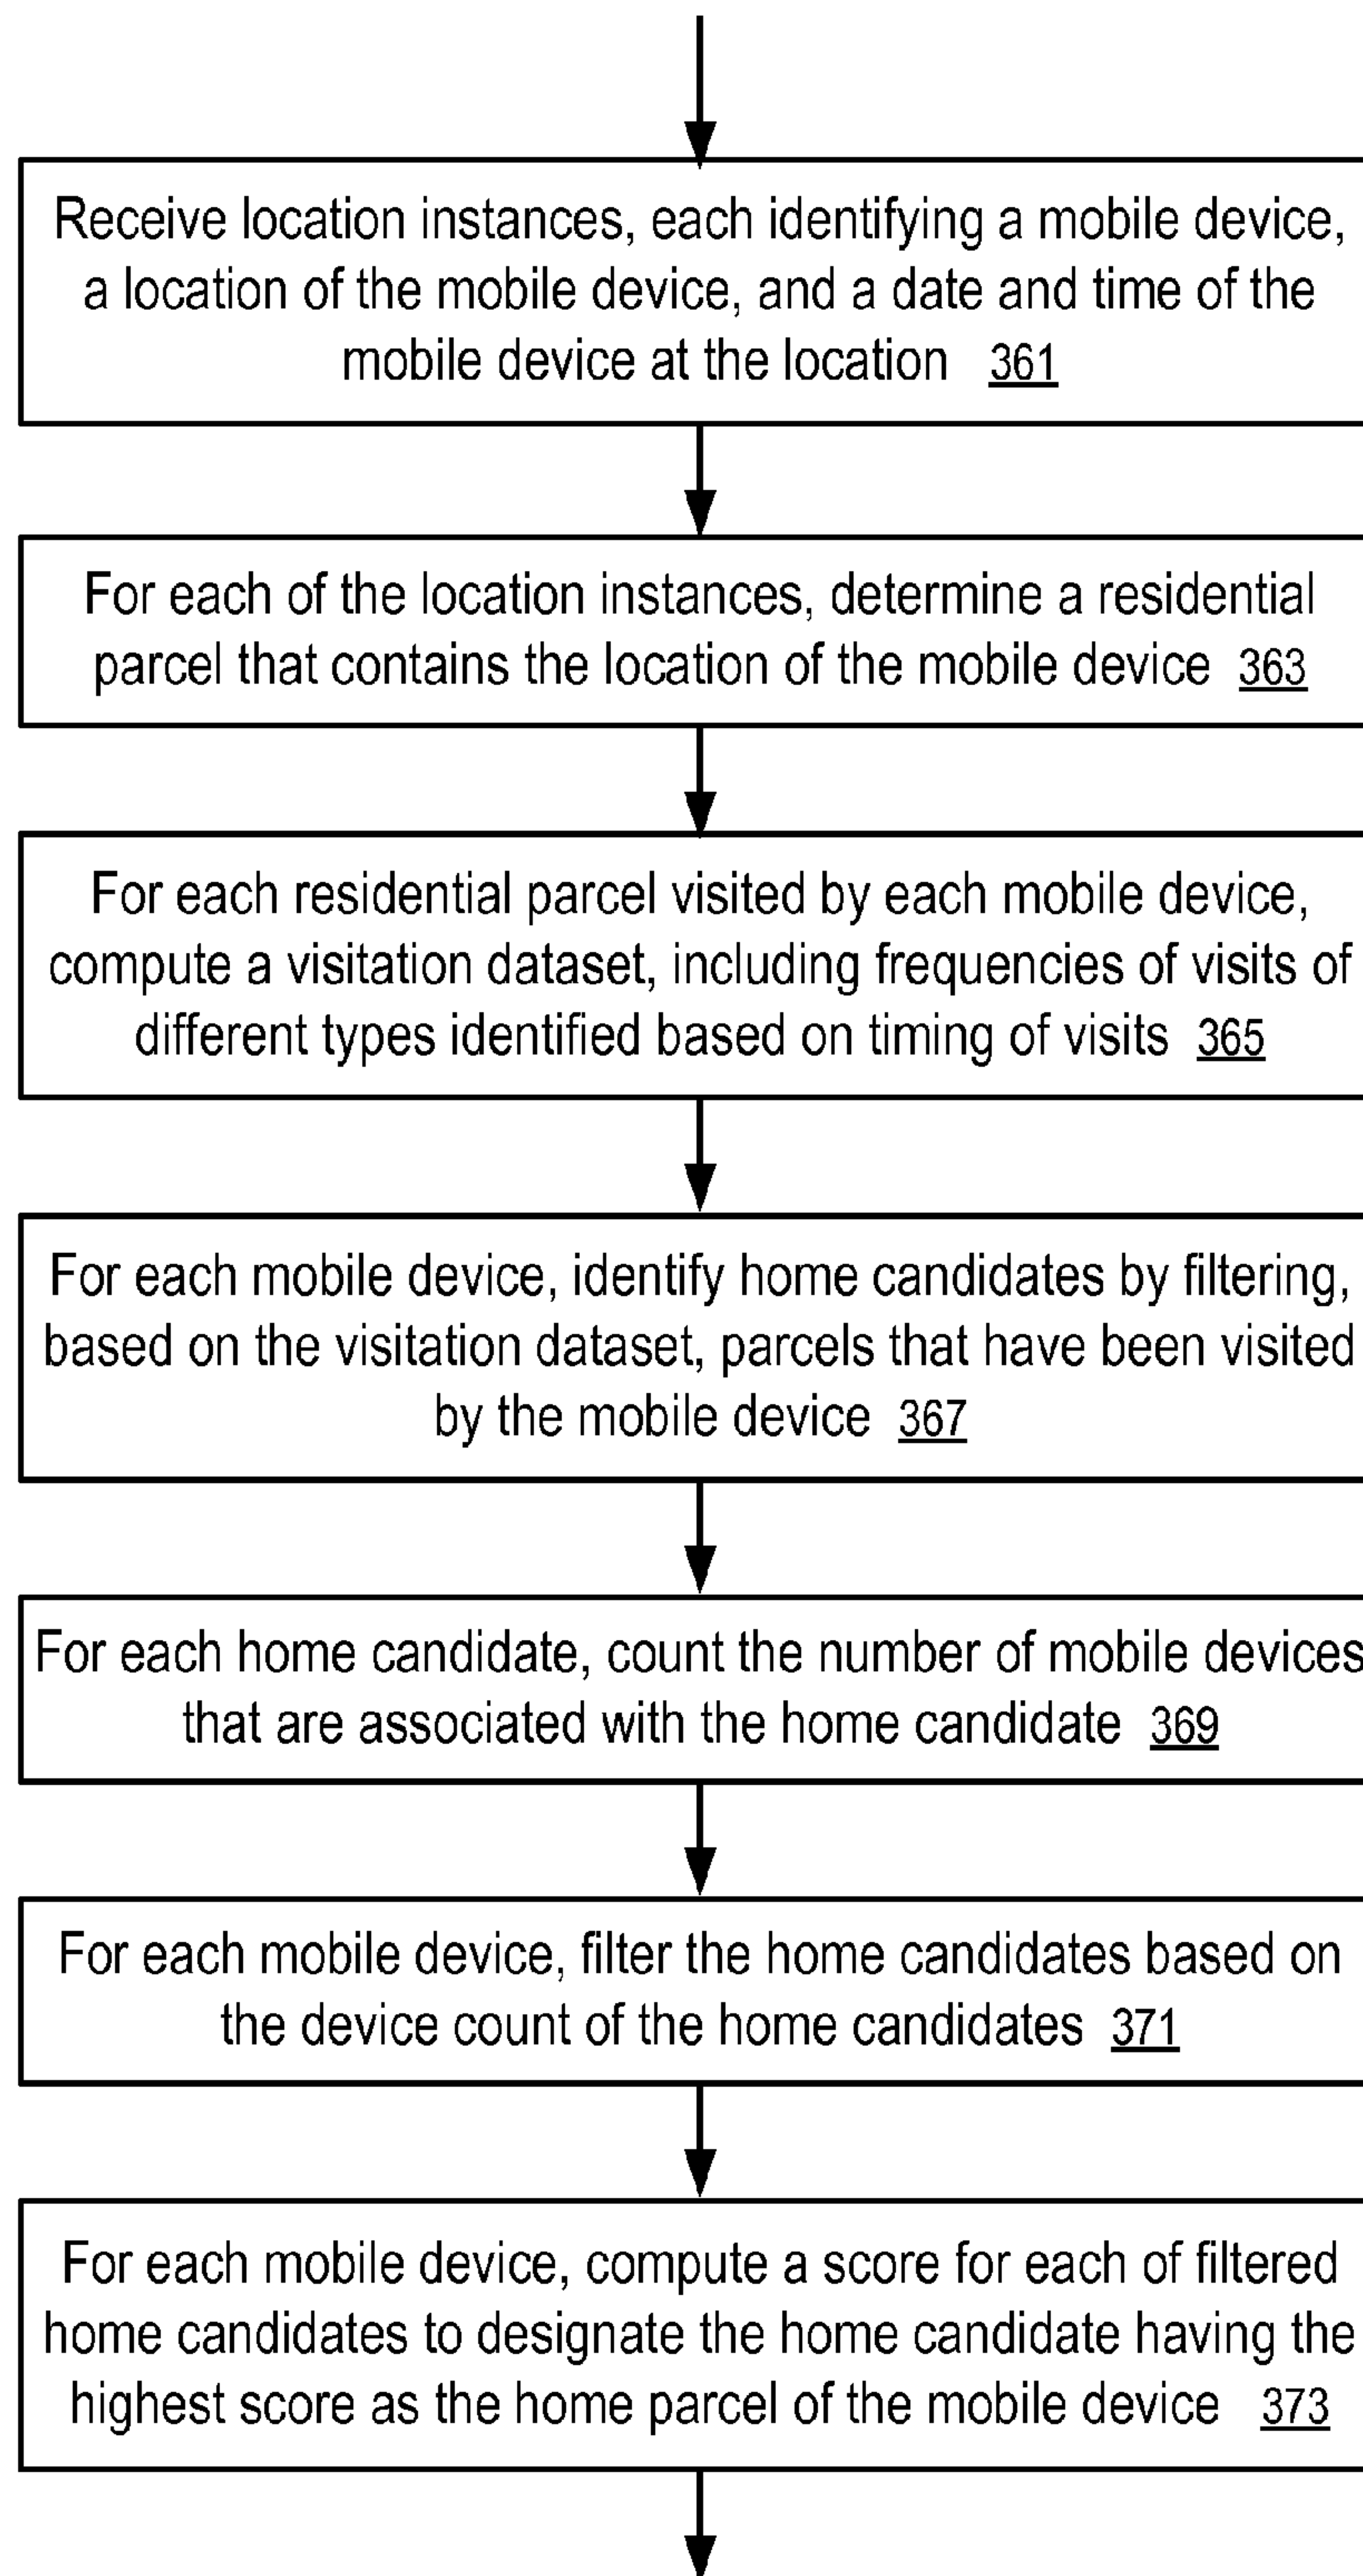 Receive location instances, each identifying a mobile device,
a location of the mobile device, and a date and time of the
mobile device at the location 361
For each of the location instances, determine a residential
parcel that contains the location of the mobile device 363
For each residential parcel visited by each mobile device,
compute a visitation dataset, including frequencies of visits of
different types identified based on timing of visits 365
For each mobile device, identify home candidates by filtering,
based on the visitation dataset, parcels that have been visited
by the mobile device 367
For each home candidate, count the number of mobile devices
that are associated with the home candidate 369
For each mobile device, filter the home candidates based on
the device count of the home candidates 371
For each mobile device, compute a score for each of filtered
home candidates to designate the home candidate having the
highest score as the home parcel of the mobile device 373